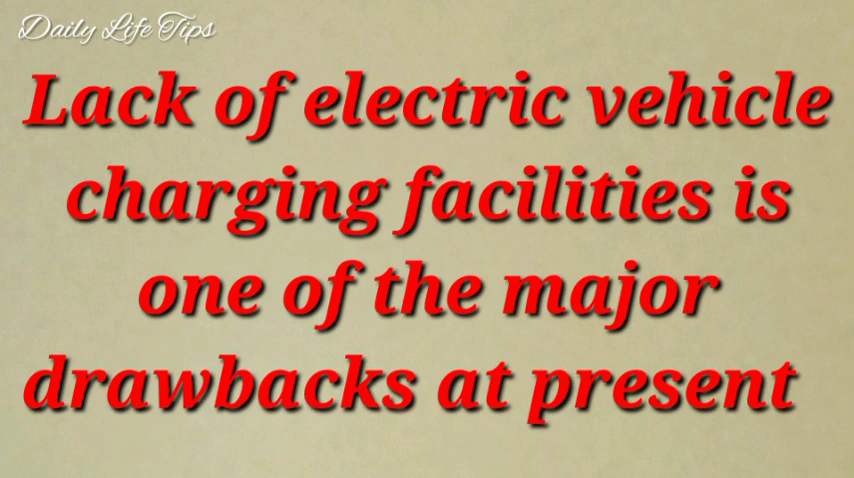 Daily Life Tips
Lack of electric vehicle
charging facilities is
one of the major
drawbacks at present